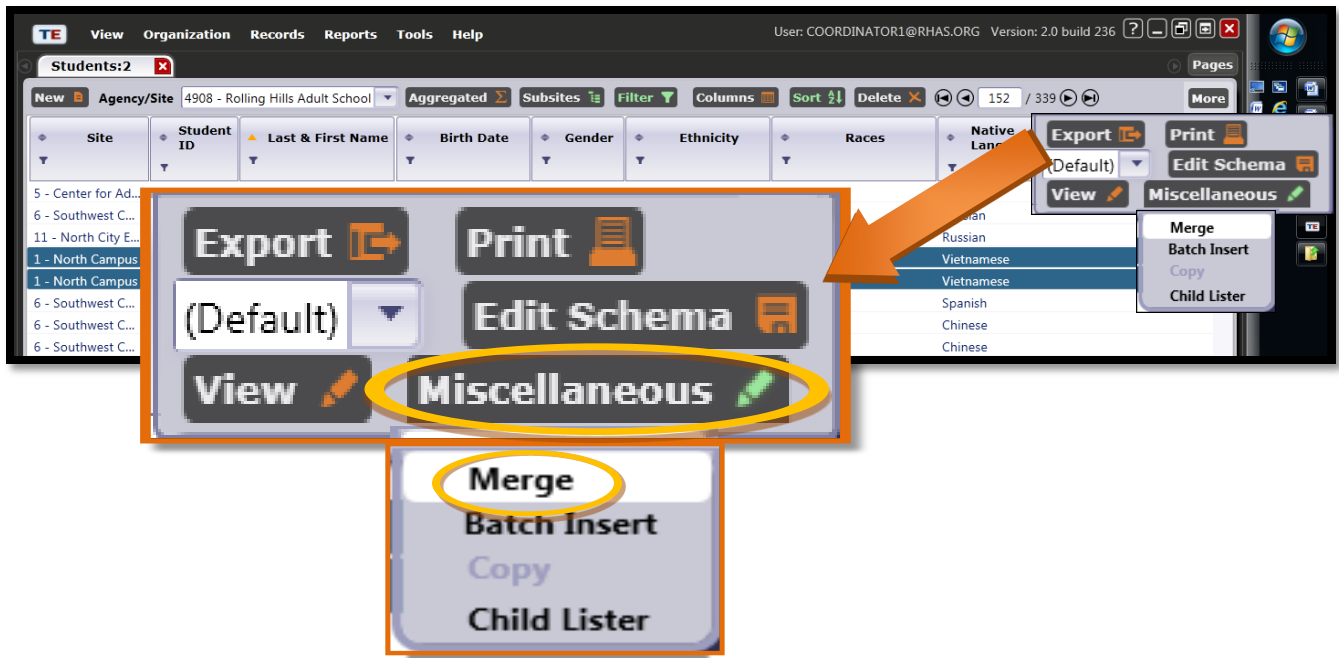 TE View Organization Records Reports Tools Help User: COORDINATOR1@RHAS.ORG Version: 2.0 build 236 ?
Students:2 Pages
New Agency/Site 4908 - Rolling Hills Adult School Aggregated Subsites Filter Columns Sort Delete 152 / 339 More
Site Student ID Last & First Name Birth Date Gender Ethnicity Races Native
Export Print
(Default) Edit Schema
View Miscellaneous
Merge
Batch Insert
Copy
Child Lister
5 - Center for Ad...
6 - Southwest C...
11 - North City E... Russian
1 - North Campus Vietnamese
1 - North Campus Vietnamese
6 - Southwest C... Spanish
6 - Southwest C... Chinese
6 - Southwest C... Chinese
TE
Export Print
(Default) Edit Schema
View Miscellaneous
Merge
Batch Insert
Copy
Child Lister